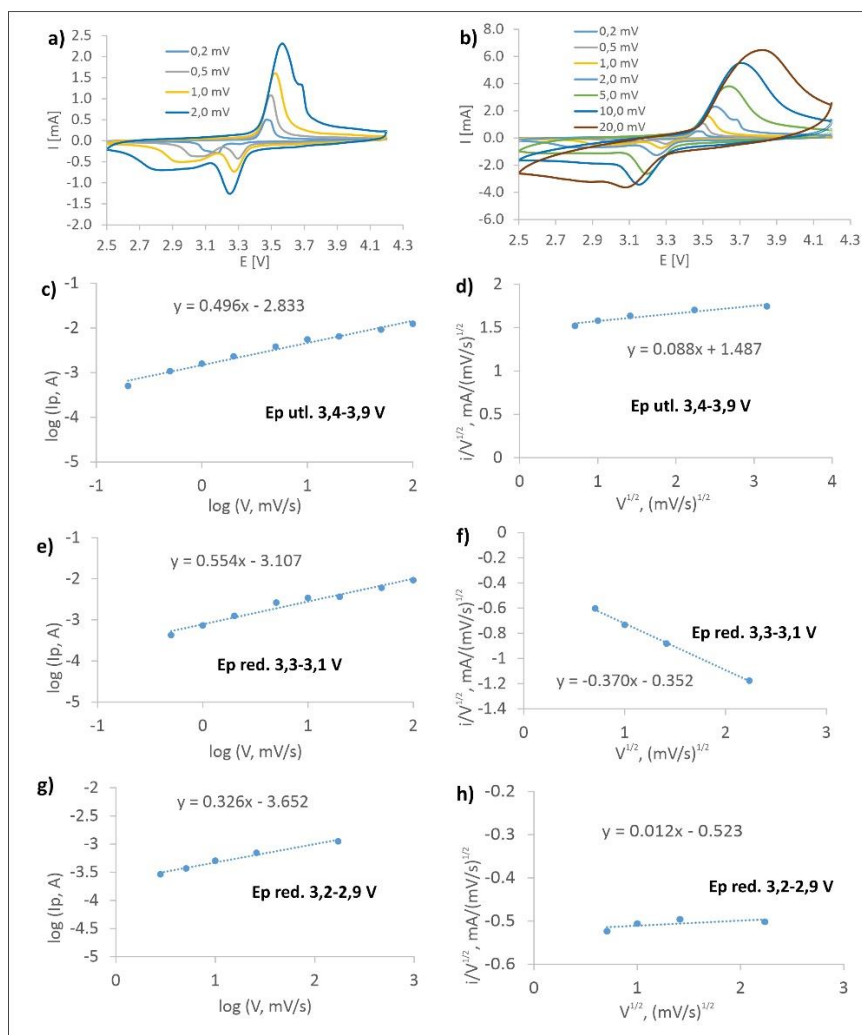 a)
0,2 mV
0,5 mV
1,0 mV
2,0 mV
I [mA]
2.5
2.0
1.5
1.0
0.5
0.0
-0.5
-1.0
-1.5
-2.0
2.5 2.7 2.9 3.1 3.3 3.5 3.7 3.9 4.1 4.3
E [V]
b)
0,2 mV
0,5 mV
1,0 mV
2,0 mV
5,0 mV
10,0 mV
20,0 mV
I [mA]
8.0
6.0
4.0
2.0
0.0
-2.0
-4.0
-6.0
2.5 2.7 2.9 3.1 3.3 3.5 3.7 3.9 4.1 4.3
E [V]
c)
y = 0.496x - 2.833
log (Ip, A)
-1
-2
-3
-4
-5
Ep utl. 3,4-3,9 V
-1 0 1 2
log (V, mV/s)
d)
y = 0.088x + 1.487
i/V^1/2, mA/(mV/s)^1/2
2
1.5
1
0.5
0
Ep utl. 3,4-3,9 V
0 1 2 3 4
V^1/2, (mV/s)^1/2
e)
y = 0.554x - 3.107
log (Ip, A)
-1
-2
-3
-4
-5
Ep red. 3,3-3,1 V
-1 0 1 2
log (V, mV/s)
f)
i/V^1/2, mA/(mV/s)^1/2
0
-0.2
-0.4
-0.6
-0.8
-1
-1.2
-1.4
Ep red. 3,3-3,1 V
y = -0.370x - 0.352
0 1 2 3
V^1/2, (mV/s)^1/2
g)
y = 0.326x - 3.652
log (Ip, A)
-2
-2.5
-3
-3.5
-4
-4.5
-5
Ep red. 3,2-2,9 V
0 1 2 3
log (V, mV/s)
h)
y = 0.012x - 0.523
i/V^1/2, mA/(mV/s)^1/2
-0.2
-0.3
-0.4
-0.5
-0.6
Ep red. 3,2-2,9 V
0 1 2 3
V^1/2, (mV/s)^1/2